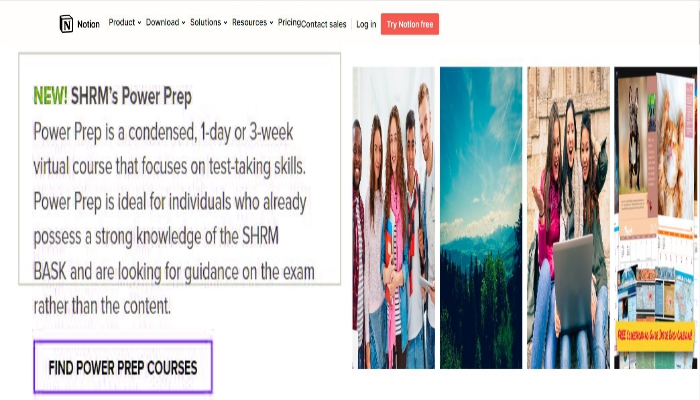 Notion Product Download Solutions Resources Pricing Contact sales Log in Try Notion free
NEW! SHRM's Power Prep
Power Prep is a condensed, 1-day or 3-week
virtual course that focuses on test-taking skills.
Power Prep is ideal for individuals who already
possess a strong knowledge of the SHRM
BASK and are looking for guidance on the exam
rather than the content.
FIND POWER PREP COURSES